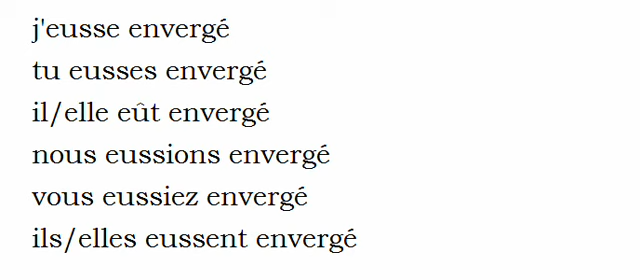 j'eusse envergé
tu eusses envergé
il/elle eût envergé
nous eussions envergé
vous eussiez envergé
ils/elles eussent envergé